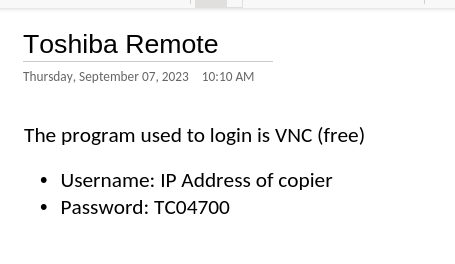 Toshiba Remote
Thursday, September 07, 2023 10:10 AM
The program used to login is VNC (free)
• Username: IP Address of copier
• Password: TC04700